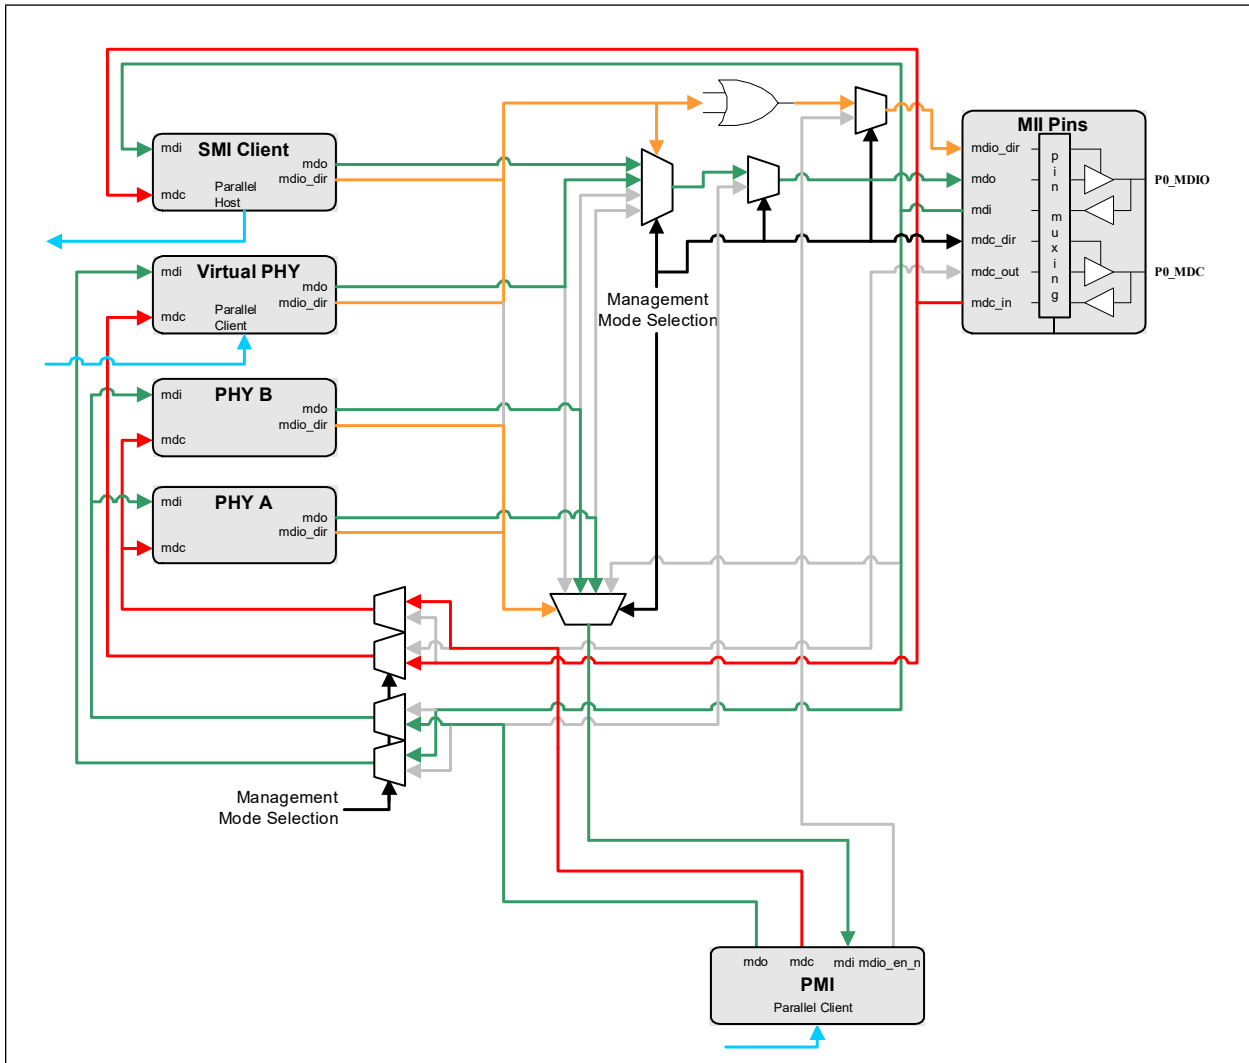 SMI Client
mdi
mdc
mdo
mdio_dir
Parallel
Host
Virtual PHY
mdi
mdc
mdo
mdio_dir
Parallel
Client
PHY B
mdi
mdc
mdo
mdio_dir
PHY A
mdi
mdc
mdo
mdio_dir
Management
Mode Selection
MII Pins
mdio_dir
mdo
mdi
mdc_dir
mdc_out
mdc_in
pin muxing
P0_MDIO
P0_MDC
Management
Mode Selection
mdo
mdc
mdi
mdio_en_n
PMI
Parallel Client